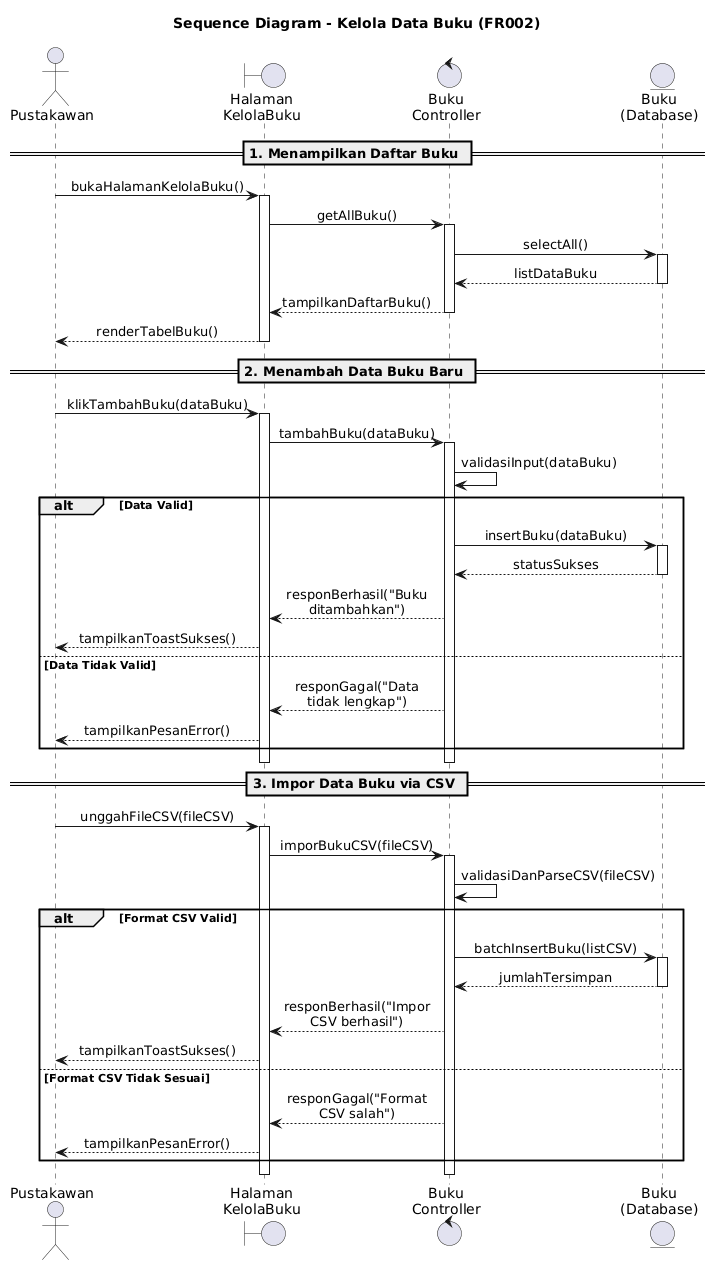 Sequence Diagram - Kelola Data Buku (FR002)
Pustakawan
Halaman
KelolaBuku
Buku
Controller
Buku
(Database)
1. Menampilkan Daftar Buku
bukaHalamanKelolaBuku()
getAllBuku()
selectAll()
listDataBuku
tampilkanDaftarBuku()
renderTabelBuku()
2. Menambah Data Buku Baru
klikTambahBuku(dataBuku)
tambahBuku(dataBuku)
validasiInput(dataBuku)
alt [Data Valid]
insertBuku(dataBuku)
statusSukses
responBerhasil("Buku
ditambahkan")
tampilkanToastSukses()
[Data Tidak Valid]
responGagal("Data
tidak lengkap")
tampilkanPesanError()
3. Impor Data Buku via CSV
unggahFileCSV(fileCSV)
imporBukuCSV(fileCSV)
validasiDanParseCSV(fileCSV)
alt [Format CSV Valid]
batchInsertBuku(listCSV)
jumlahTersimpan
responBerhasil("Impor
CSV berhasil")
tampilkanToastSukses()
[Format CSV Tidak Sesuai]
responGagal("Format
CSV salah")
tampilkanPesanError()
Pustakawan
Halaman
KelolaBuku
Buku
Controller
Buku
(Database)